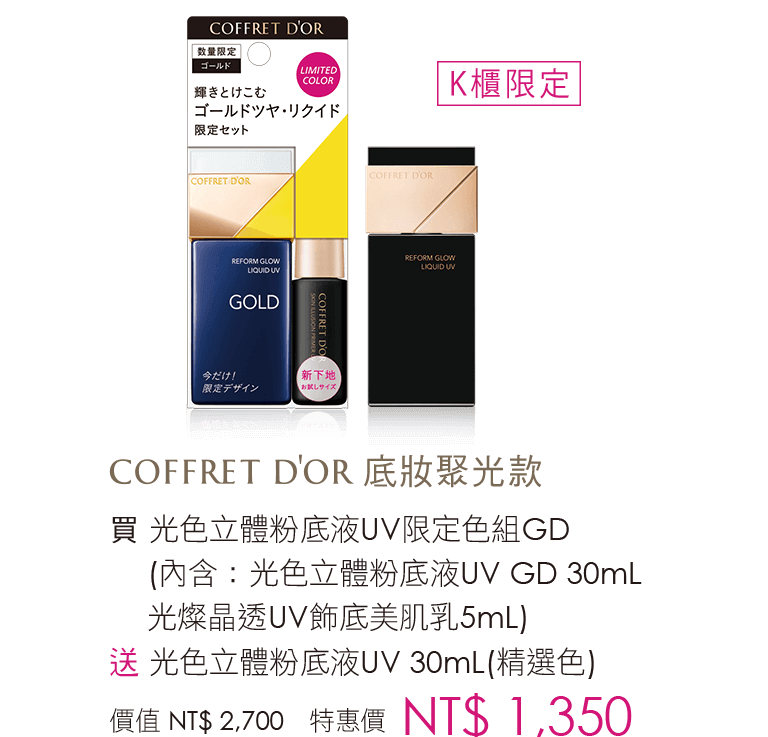 COFFRET D'OR
数量限定
ゴールド
LIMITED
COLOR
輝きとけこむ
ゴールドツヤ・リクイド
限定セット
COFFRET D'OR
REFORM GLOW
LIQUID UV
GOLD
今だけ!
限定デザイン
COFFRET D'OR
SKIN ILLUSION PRIMER
新下地
お試しサイズ
K櫃限定
COFFRET D'OR
REFORM GLOW
LIQUID UV
COFFRET D'OR 底妝聚光款
買 光色立體粉底液UV限定色組GD
(內含：光色立體粉底液UV GD 30mL
光燦晶透UV飾底美肌乳5mL)
送 光色立體粉底液UV 30mL(精選色)
價值 NT$ 2,700 特惠價 NT$ 1,350